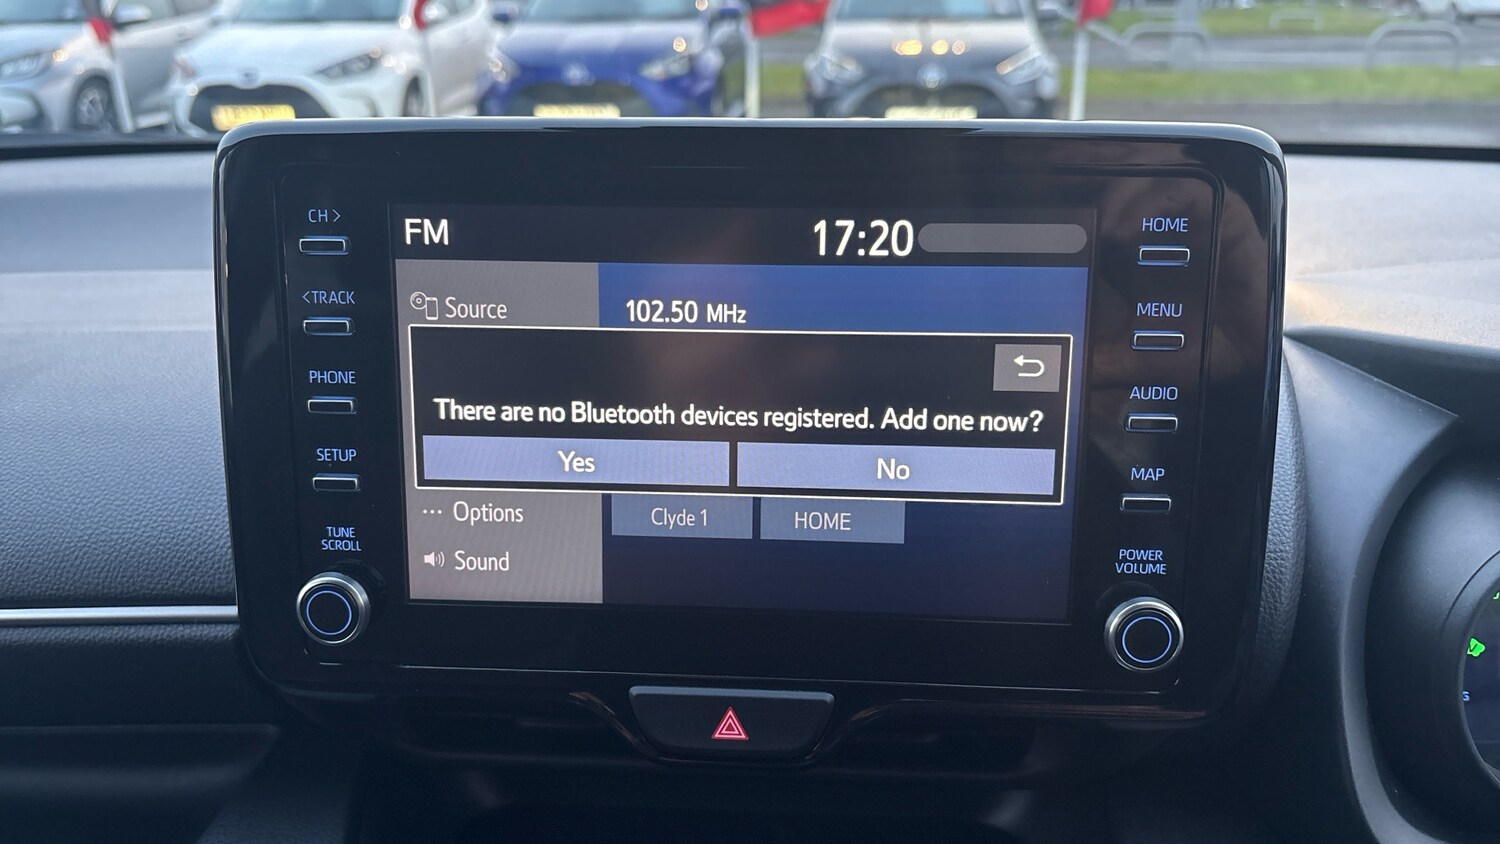 FM
17:20
CH >
< TRACK
PHONE
SETUP
TUNE
SCROLL
Source
102.50 MHz
There are no Bluetooth devices registered. Add one now?
Yes
No
... Options
Clyde 1
HOME
Sound
HOME
MENU
AUDIO
MAP
POWER
VOLUME